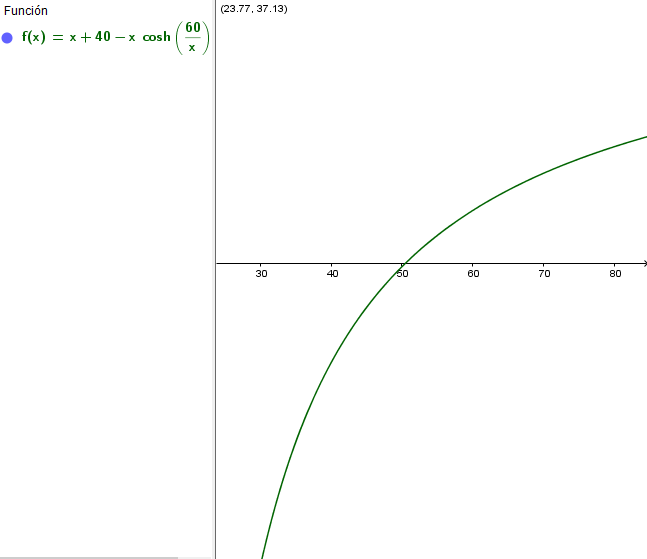 Función
f(x) = x + 40 − x cosh(60/x)
(23.77, 37.13)
30 40 50 60 70 80